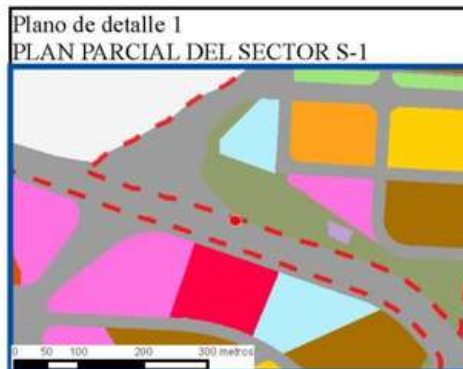 Plano de detalle 1
PLAN PARCIAL DEL SECTOR S-1
0 50 100 200 300 metros